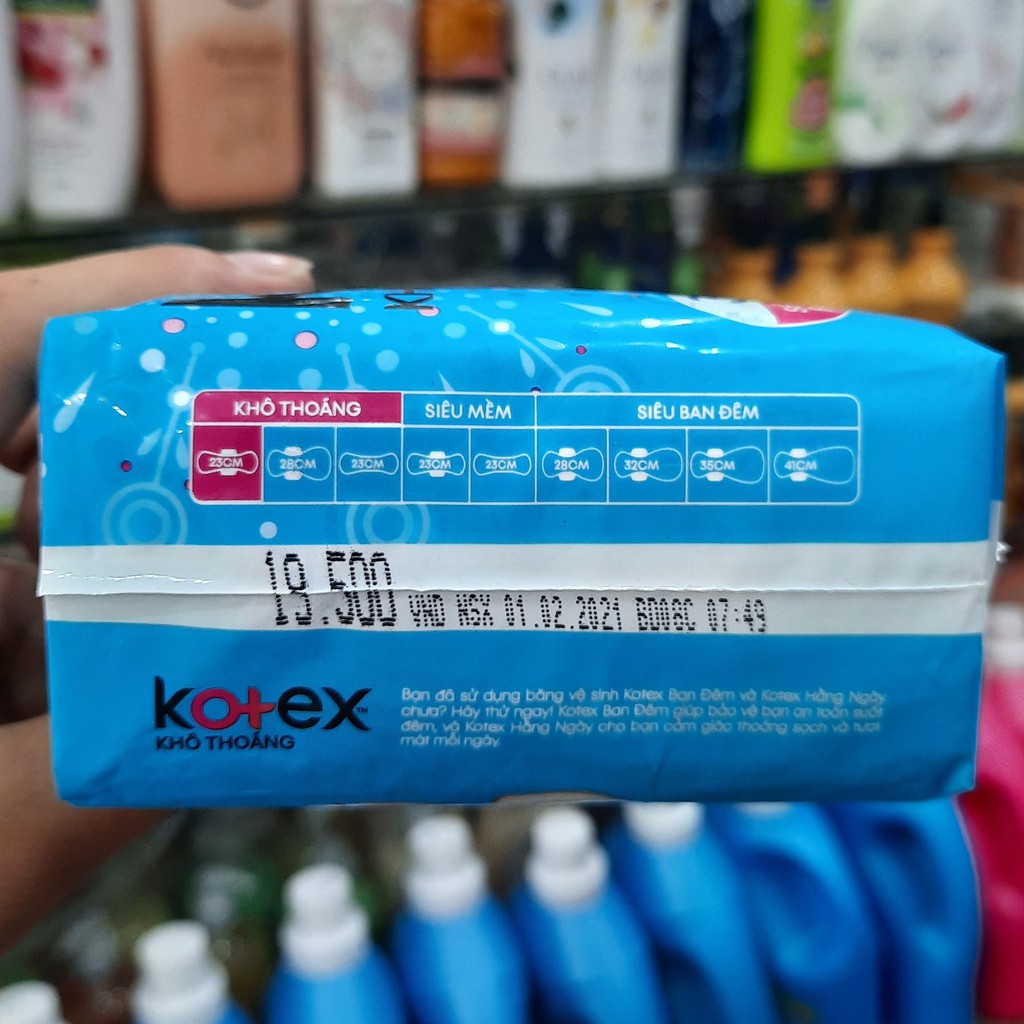 KHÔ THOÁNG SIÊU MỀM SIÊU BAN ĐÊM
23CM 28CM 23CM 23CM 23CM 28CM 32CM 35CM 41CM
19.500 VND NSX 01.02.2021 BD08C 07:49
kotex™
KHÔ THOÁNG
Bạn đã sử dụng băng vệ sinh Kotex Ban Đêm và Kotex Hằng Ngày
chưa? Hãy thử ngay! Kotex Ban Đêm giúp bảo vệ bạn an toàn suốt
đêm, và Kotex Hằng Ngày cho bạn cảm giác thoáng sạch và tươi
mát mỗi ngày.